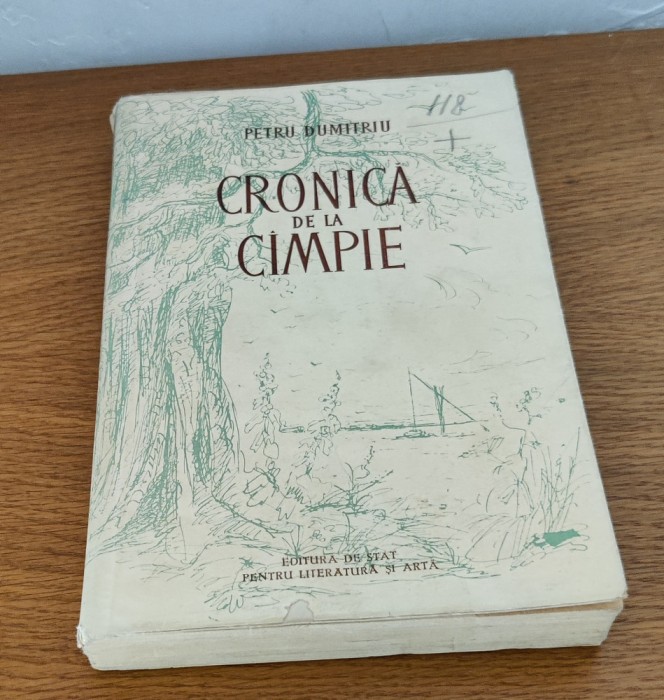 118
+
PETRU DUMITRIU
CRONICĂ
DE LA
CÎMPIE
EDITURA DE STAT
PENTRU LITERATURĂ ȘI ARTĂ